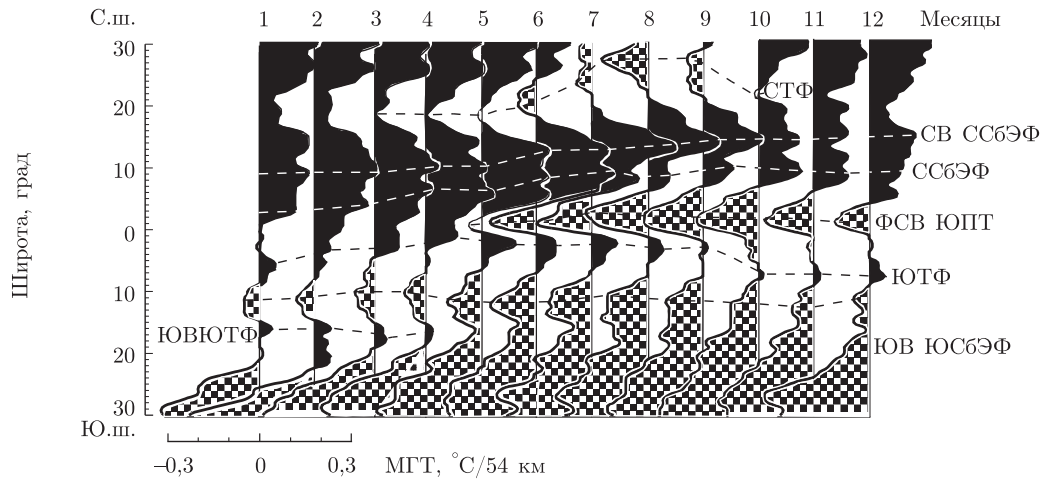 С.ш. 1 2 3 4 5 6 7 8 9 10 11 12 Месяцы
30
20
СТФ
СВ ССбЭФ
10
ССбЭФ
Широта, град
0
ФСВ ЮПТ
ЮТФ
10
ЮВЮТФ
ЮВ ЮСбЭФ
20
30
Ю.ш.
–0,3 0 0,3 МГТ, °С/54 км